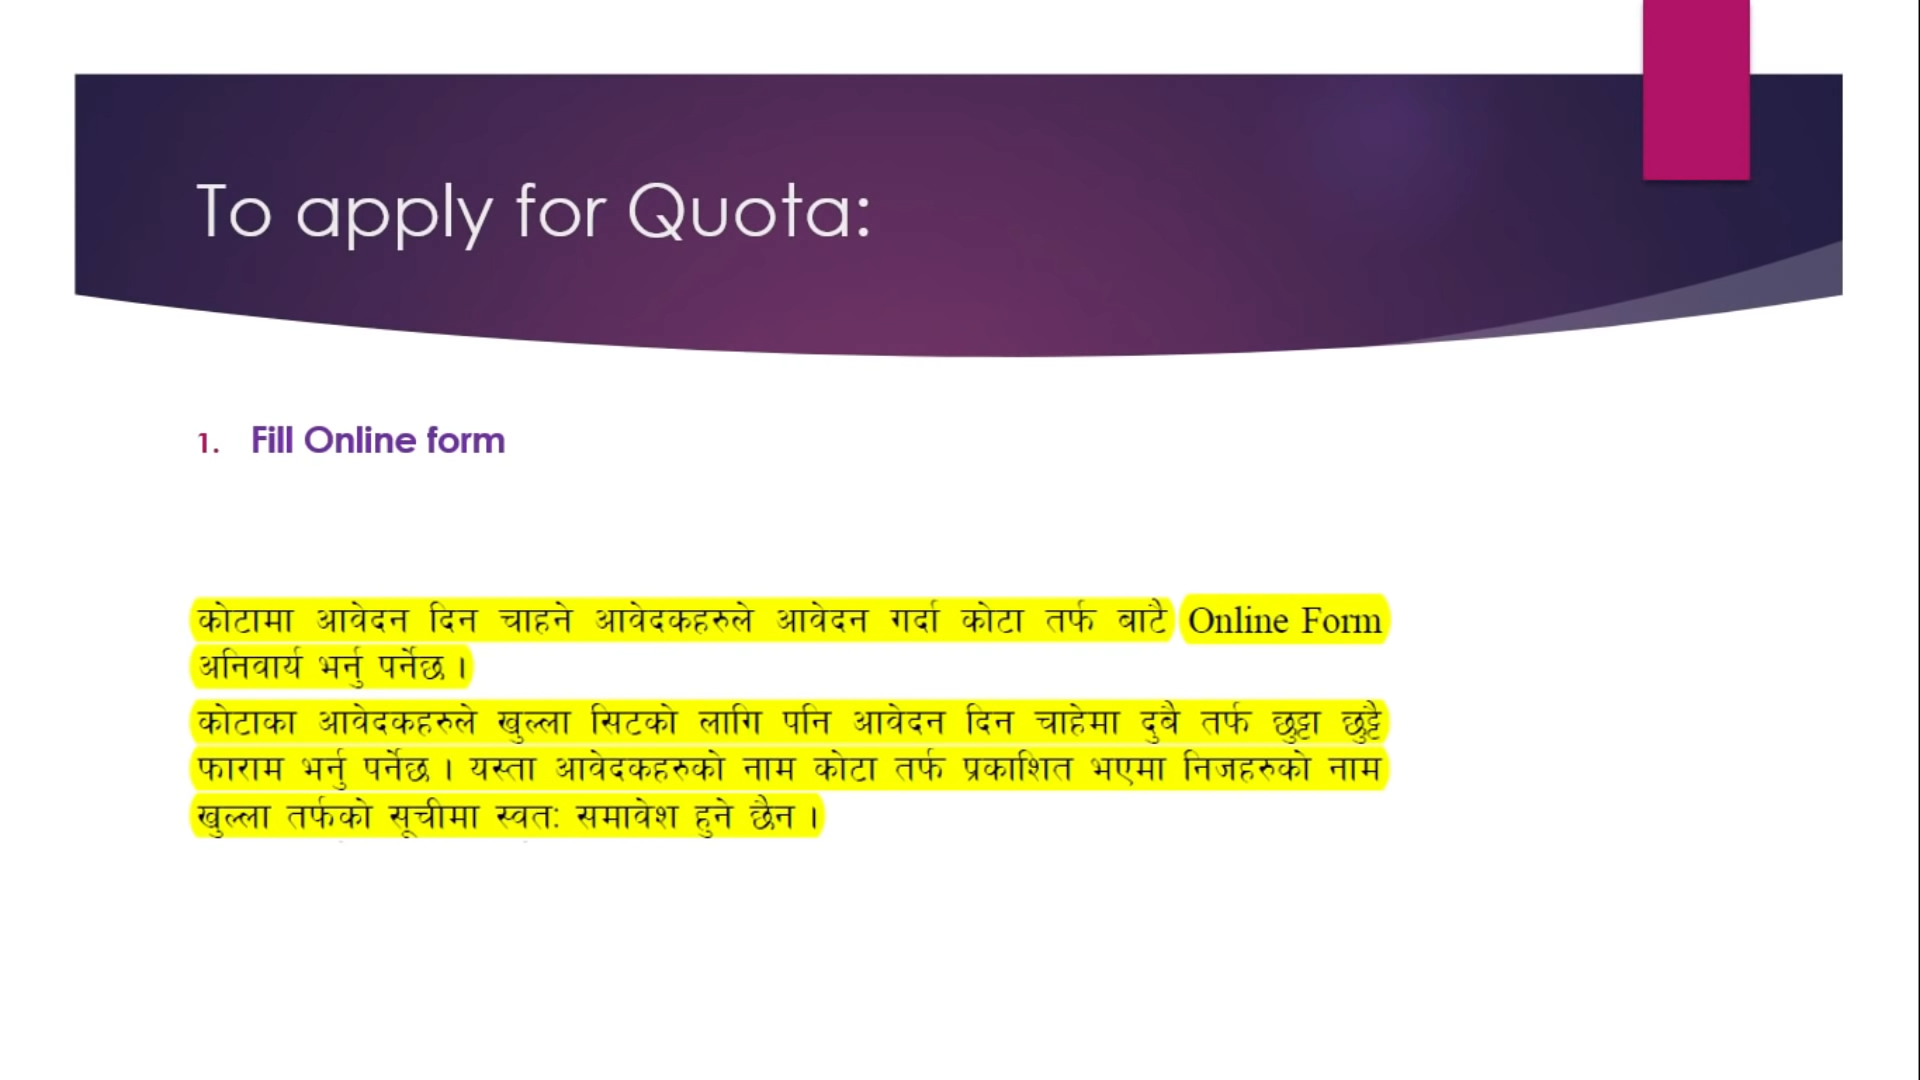 To apply for Quota:
1. Fill Online form
कोटामा आवेदन दिन चाहने आवेदकहरुले आवेदन गर्दा कोटा तर्फ बाटै Online Form
अनिवार्य भर्नु पर्नेछ ।
कोटाका आवेदकहरुले खुल्ला सिटको लागि पनि आवेदन दिन चाहेमा दुबै तर्फ छुट्टा छुट्टै
फाराम भर्नु पर्नेछ । यस्ता आवेदकहरुको नाम कोटा तर्फ प्रकाशित भएमा निजहरुको नाम
खुल्ला तर्फको सूचीमा स्वतः समावेश हुने छैन ।